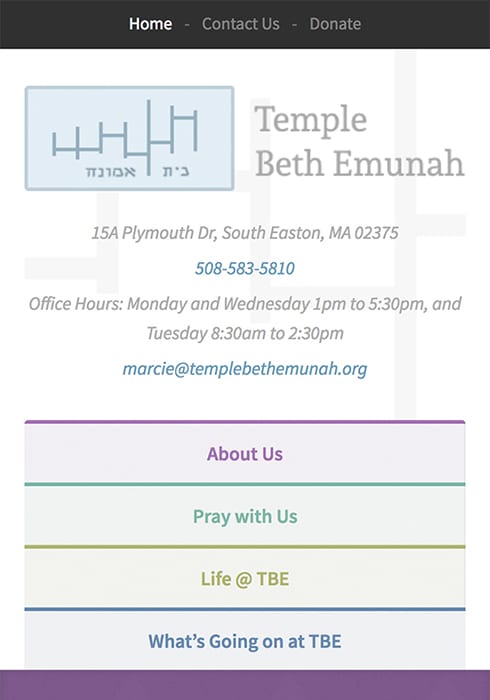 Home - Contact Us - Donate
בית אמונה
Temple
Beth Emunah
15A Plymouth Dr, South Easton, MA 02375
508-583-5810
Office Hours: Monday and Wednesday 1pm to 5:30pm, and
Tuesday 8:30am to 2:30pm
marcie@templebethemunah.org
About Us
Pray with Us
Life @ TBE
What’s Going on at TBE